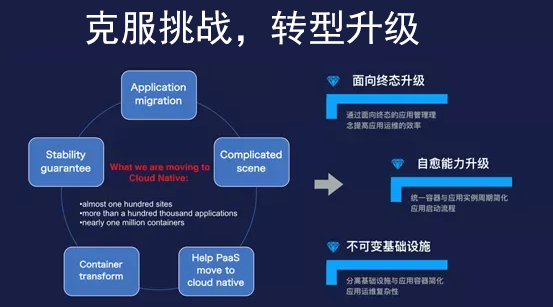 克服挑战，转型升级
Application
migration
Stability
guarantee
Complicated
scene
What we are moving to
Cloud Native:
•almost one hundred sites
•more than a hundred thousand applications
•nearly one million containers
Container
transform
Help PaaS
move to
cloud native
面向终态升级
通过面向终态的应用管理理
念提高应用运维的效率
自愈能力升级
统一容器与应用实例周期简化
应用启动流程
不可变基础设施
分离基础设施与应用容器简化
应用运维复杂性